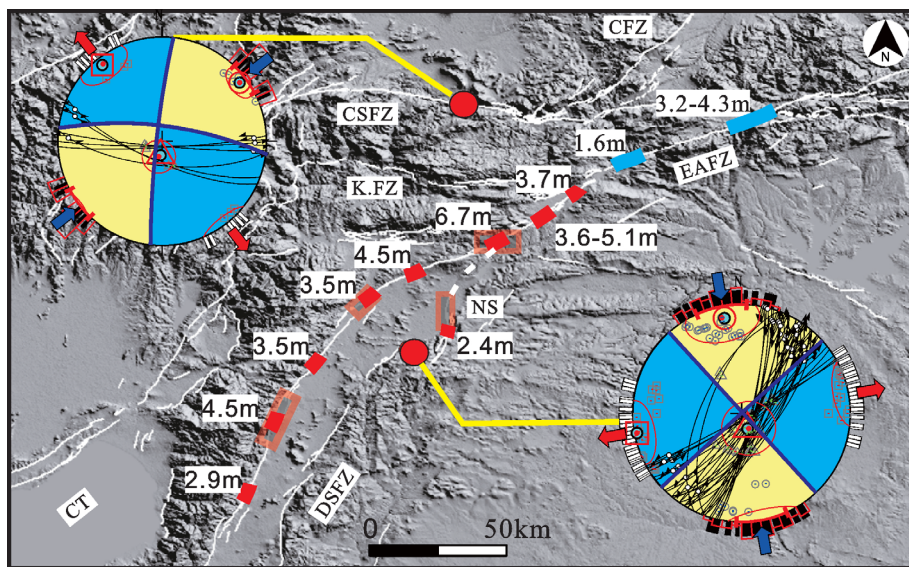 CFZ
N
3.2-4.3m
CSFZ
1.6m
EAFZ
K.FZ
3.7m
6.7m
3.6-5.1m
4.5m
3.5m
NS
2.4m
3.5m
4.5m
2.9m
DSFZ
CT
0 50km